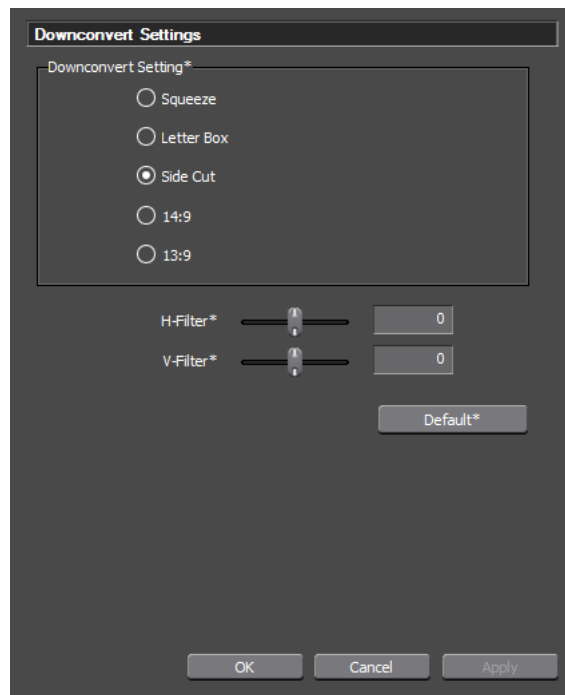 Downconvert Settings
Downconvert Setting*
Squeeze
Letter Box
Side Cut
14:9
13:9
H-Filter* 0
V-Filter* 0
Default*
OK Cancel Apply